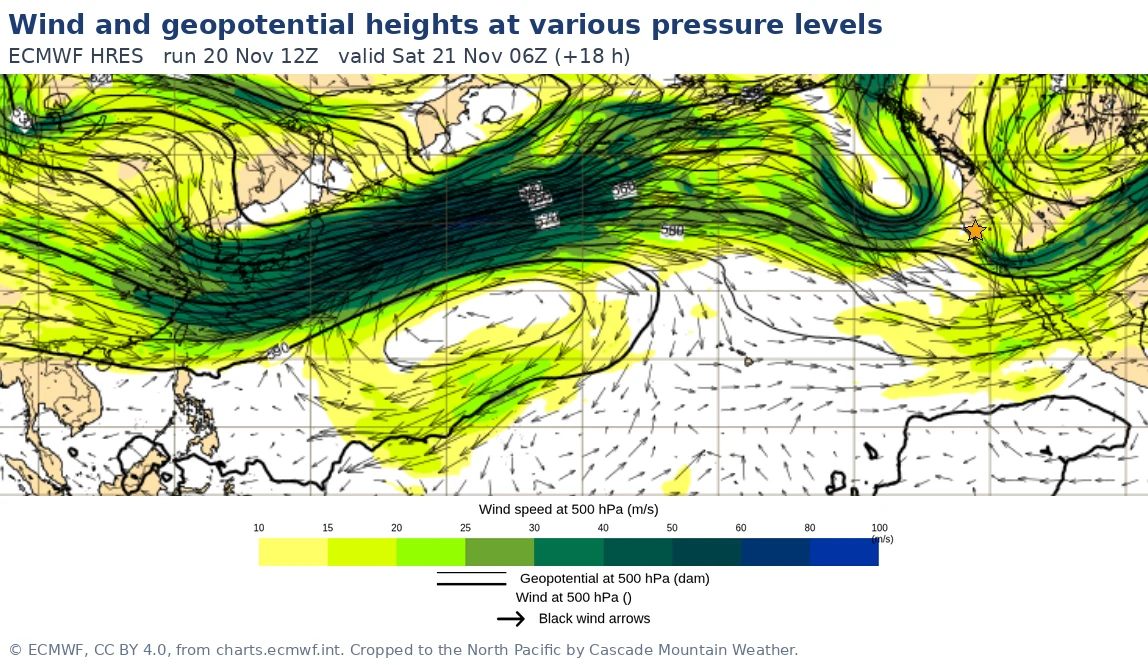 Wind and geopotential heights at various pressure levels
ECMWF HRES run 20 Nov 12Z valid Sat 21 Nov 06Z (+18 h)
560
580
Wind speed at 500 hPa (m/s)
10 15 20 25 30 40 50 60 80 100
(m/s)
Geopotential at 500 hPa (dam)
Wind at 500 hPa ()
Black wind arrows
© ECMWF, CC BY 4.0, from charts.ecmwf.int. Cropped to the North Pacific by Cascade Mountain Weather.